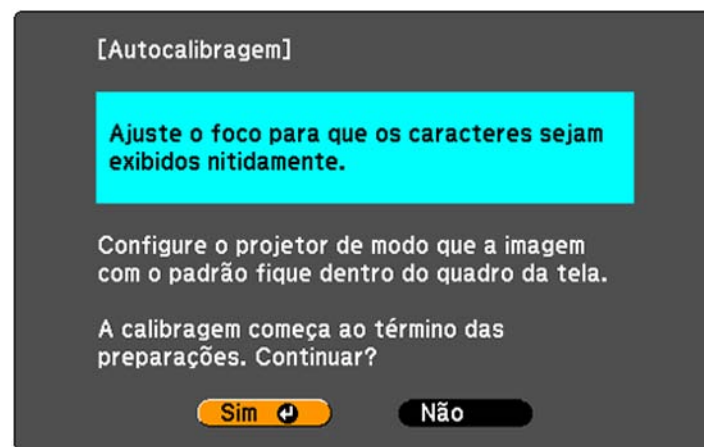 [Autocalibragem]
Ajuste o foco para que os caracteres sejam
exibidos nitidamente.
Configure o projetor de modo que a imagem
com o padrão fique dentro do quadro da tela.
A calibragem começa ao término das
preparações. Continuar?
Sim
Não